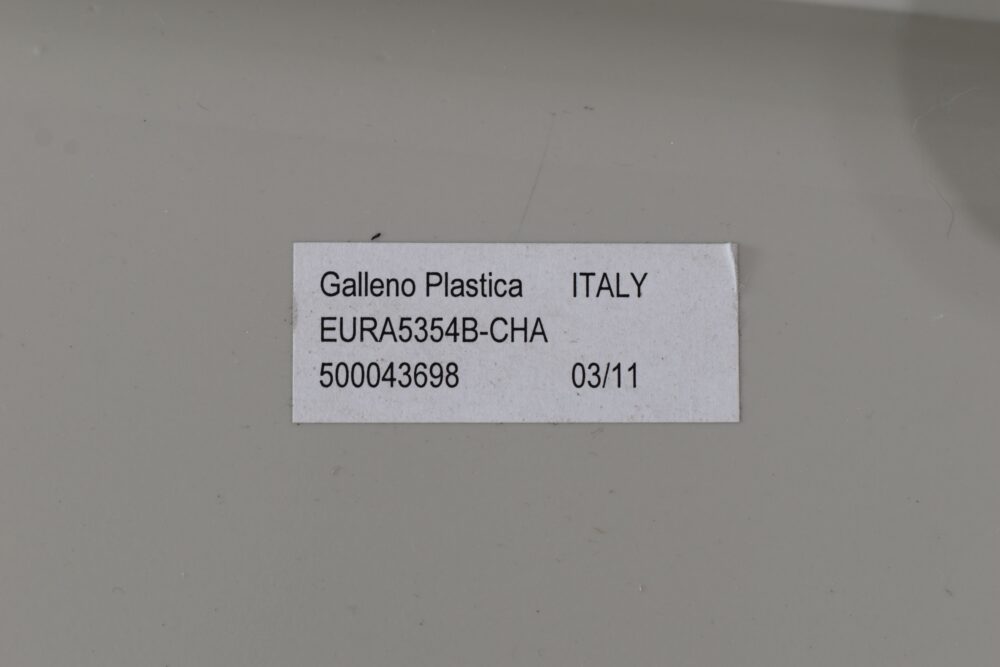 Galleno Plastica ITALY
EURA5354B-CHA
500043698 03/11